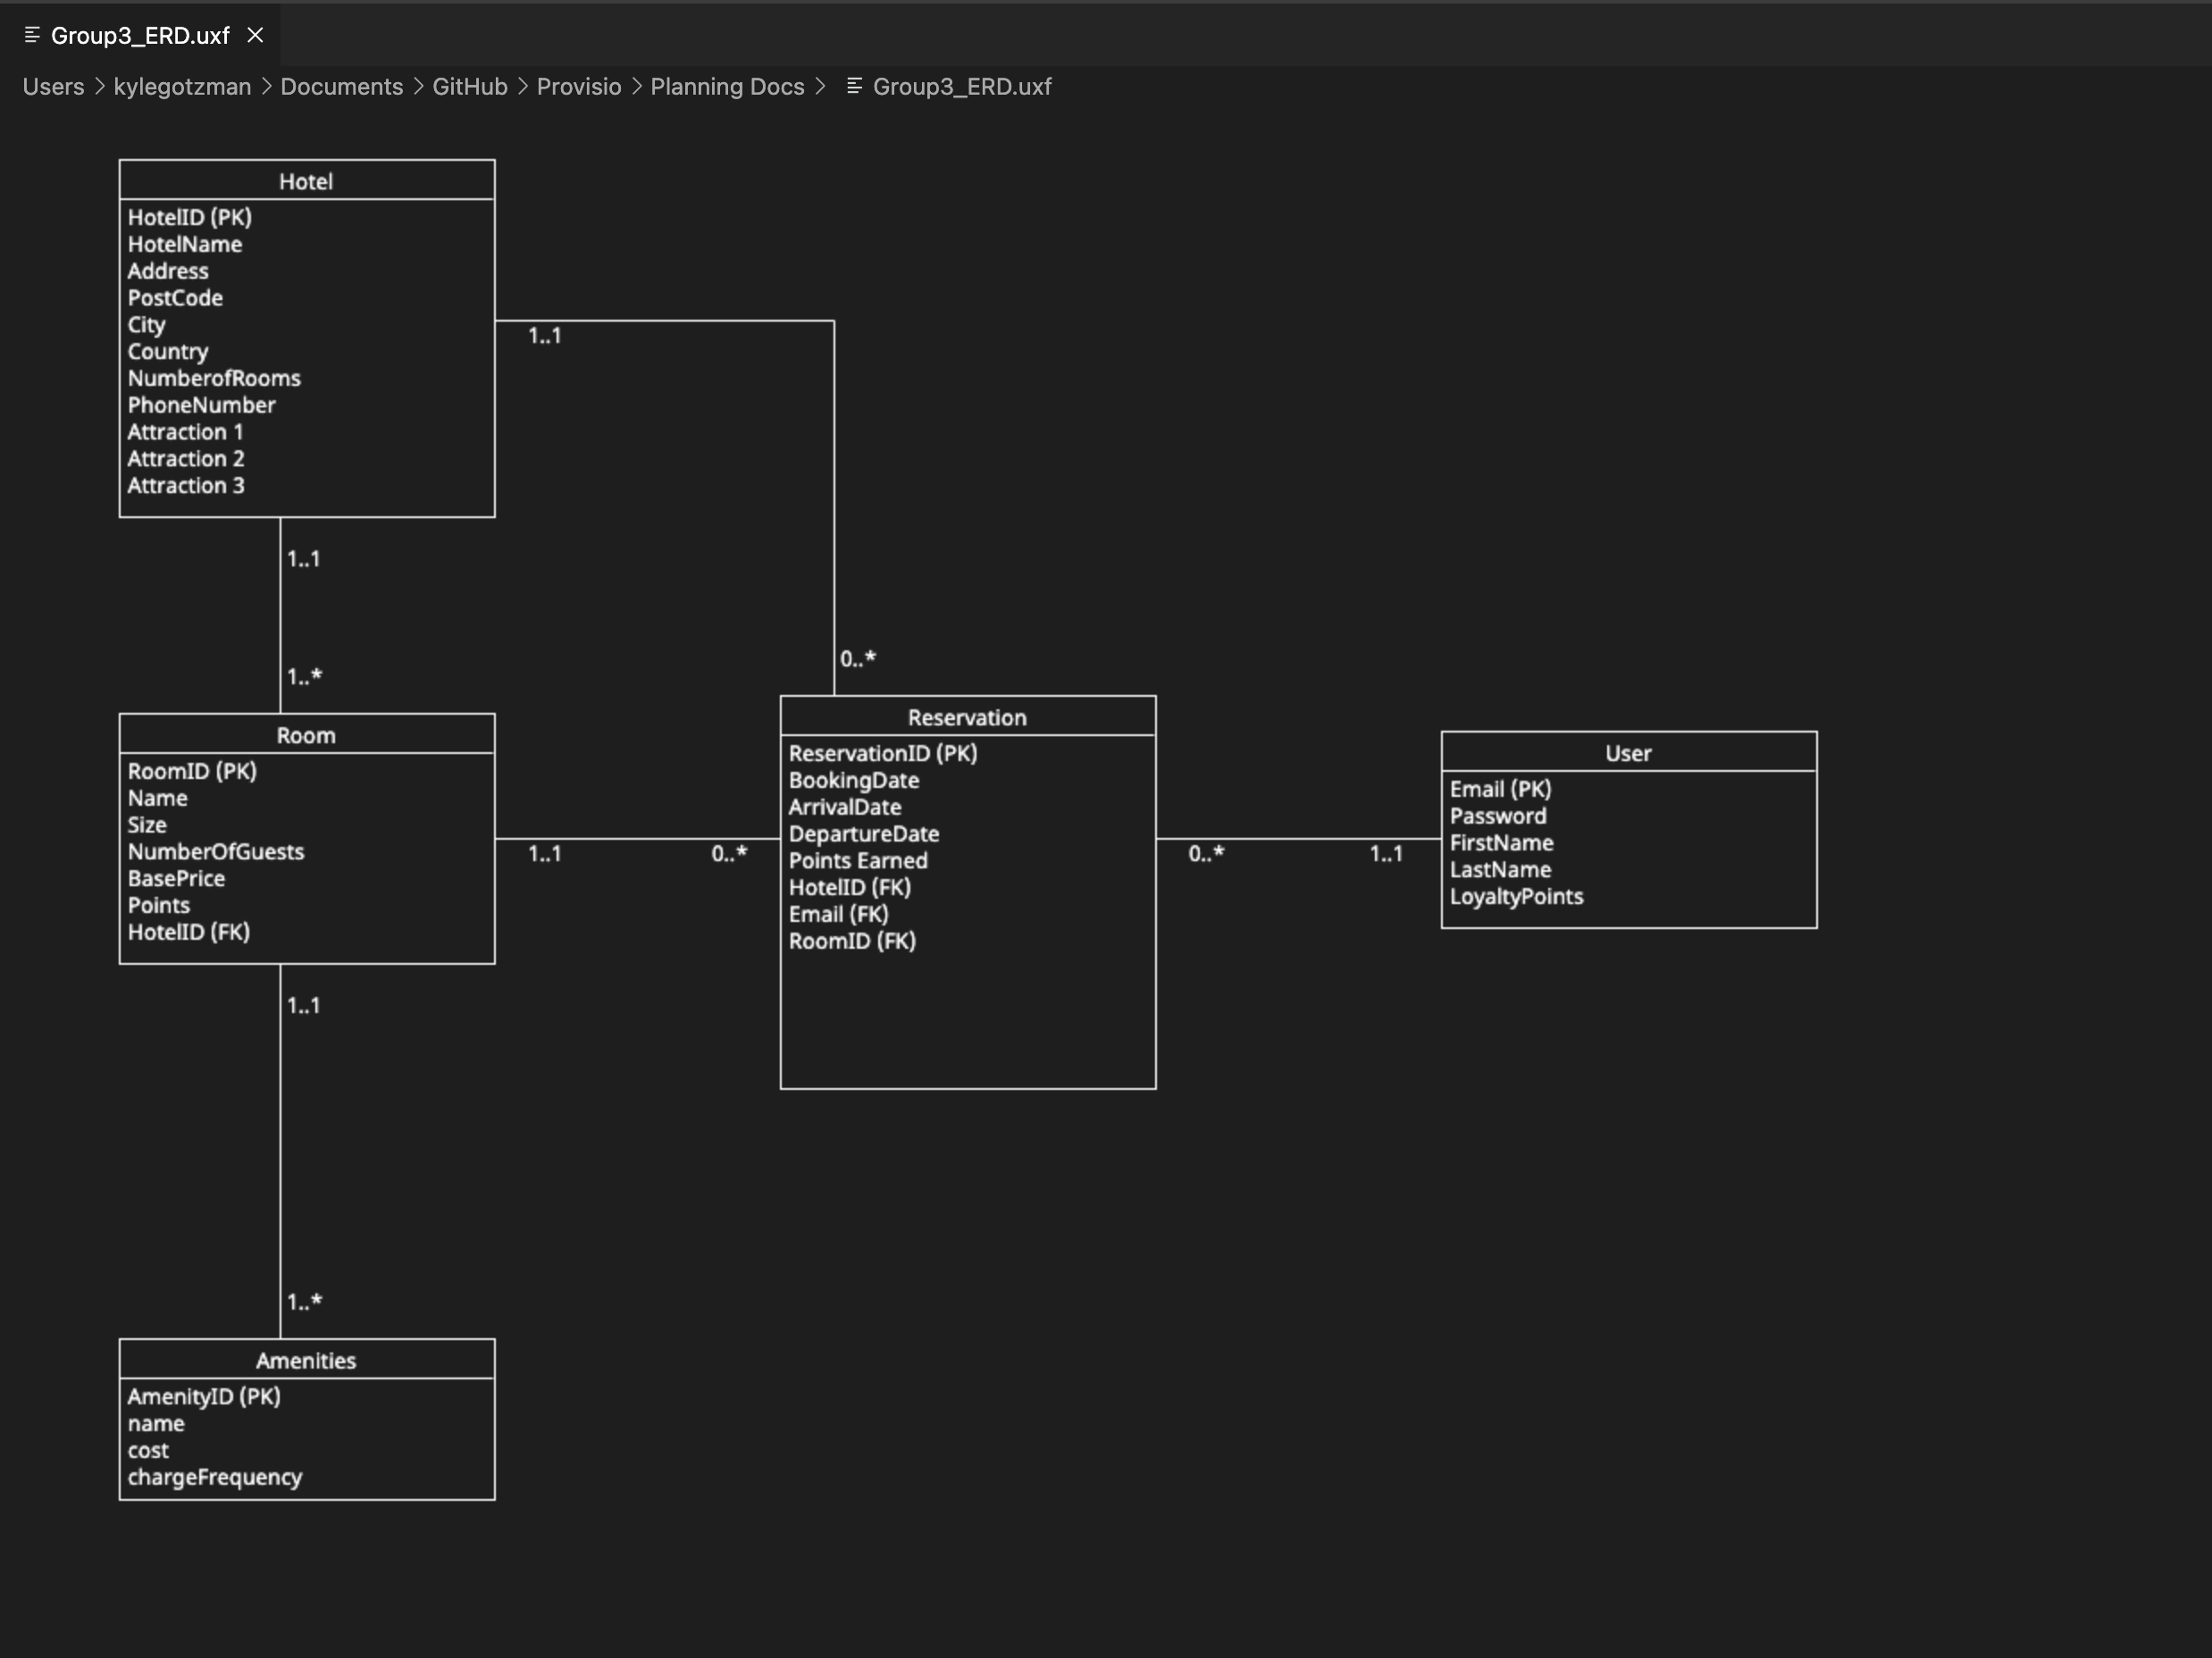 Group3_ERD.uxf
Users > kylegotzman > Documents > GitHub > Provisio > Planning Docs > Group3_ERD.uxf
Hotel
HotelID (PK)
HotelName
Address
PostCode
City
Country
NumberofRooms
PhoneNumber
Attraction 1
Attraction 2
Attraction 3
1..1
1..1
1..*
0..*
Room
RoomID (PK)
Name
Size
NumberOfGuests
BasePrice
Points
HotelID (FK)
1..1
0..*
Reservation
ReservationID (PK)
BookingDate
ArrivalDate
DepartureDate
Points Earned
HotelID (FK)
Email (FK)
RoomID (FK)
0..*
1..1
User
Email (PK)
Password
FirstName
LastName
LoyaltyPoints
1..1
1..*
Amenities
AmenityID (PK)
name
cost
chargeFrequency